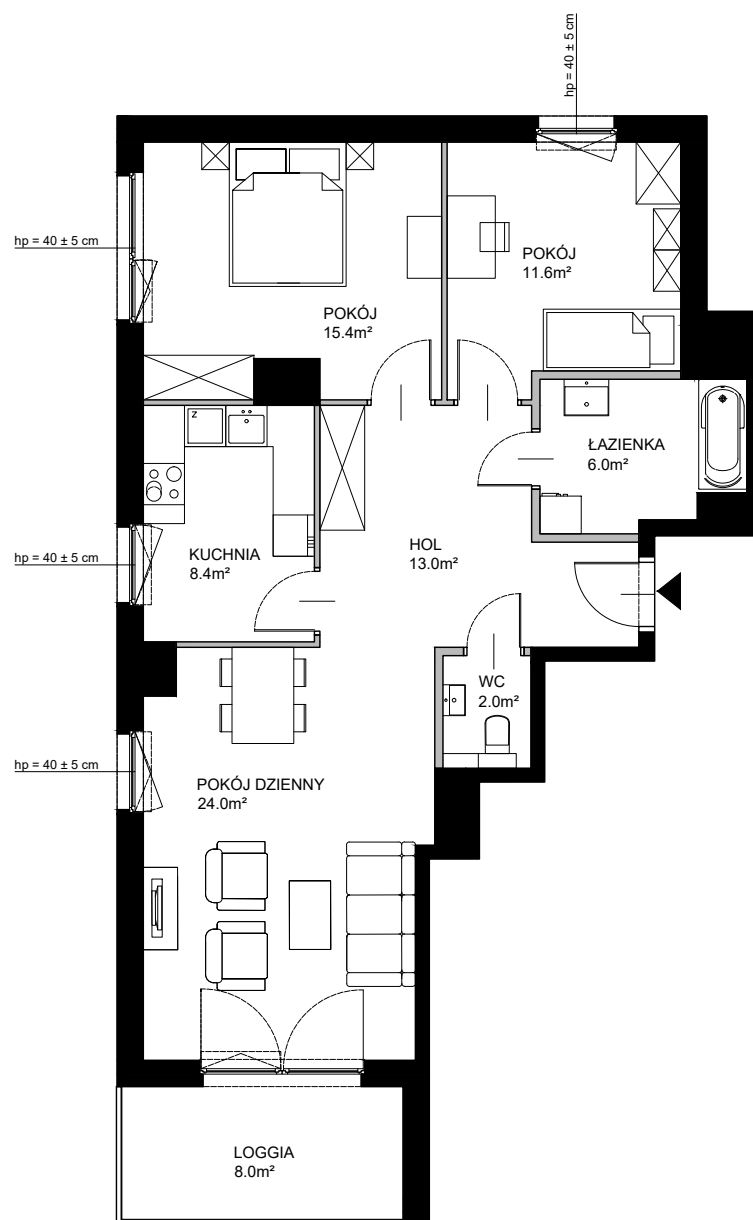 hp = 40 ± 5 cm
hp = 40 ± 5 cm
POKÓJ
11.6m²
POKÓJ
15.4m²
Z
ŁAZIENKA
6.0m²
KUCHNIA
8.4m²
HOL
13.0m²
hp = 40 ± 5 cm
WC
2.0m²
hp = 40 ± 5 cm
POKÓJ DZIENNY
24.0m²
LOGGIA
8.0m²